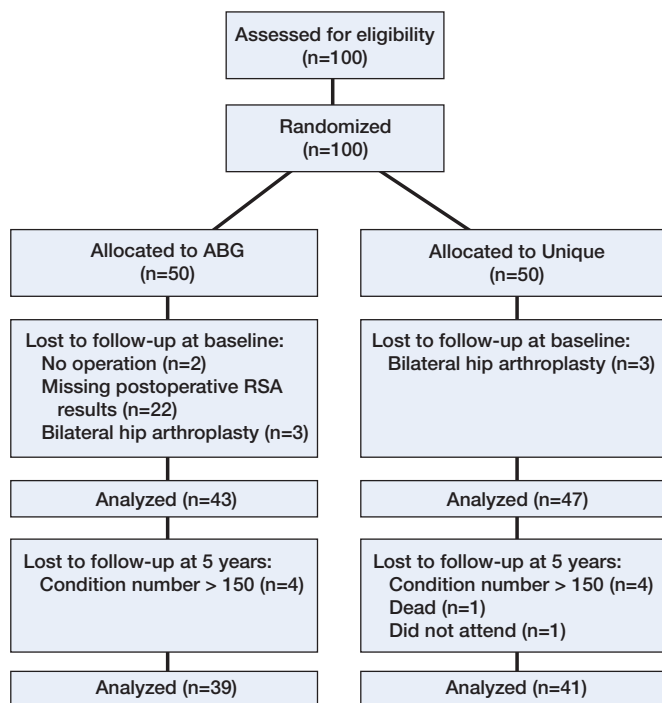 Assessed for eligibility
(n=100)
Randomized
(n=100)
Allocated to ABG
(n=50)
Allocated to Unique
(n=50)
Lost to follow-up at baseline:
No operation (n=2)
Missing postoperative RSA
results (n=22)
Bilateral hip arthroplasty (n=3)
Lost to follow-up at baseline:
Bilateral hip arthroplasty (n=3)
Analyzed (n=43)
Analyzed (n=47)
Lost to follow-up at 5 years:
Condition number > 150 (n=4)
Lost to follow-up at 5 years:
Condition number > 150 (n=4)
Dead (n=1)
Did not attend (n=1)
Analyzed (n=39)
Analyzed (n=41)